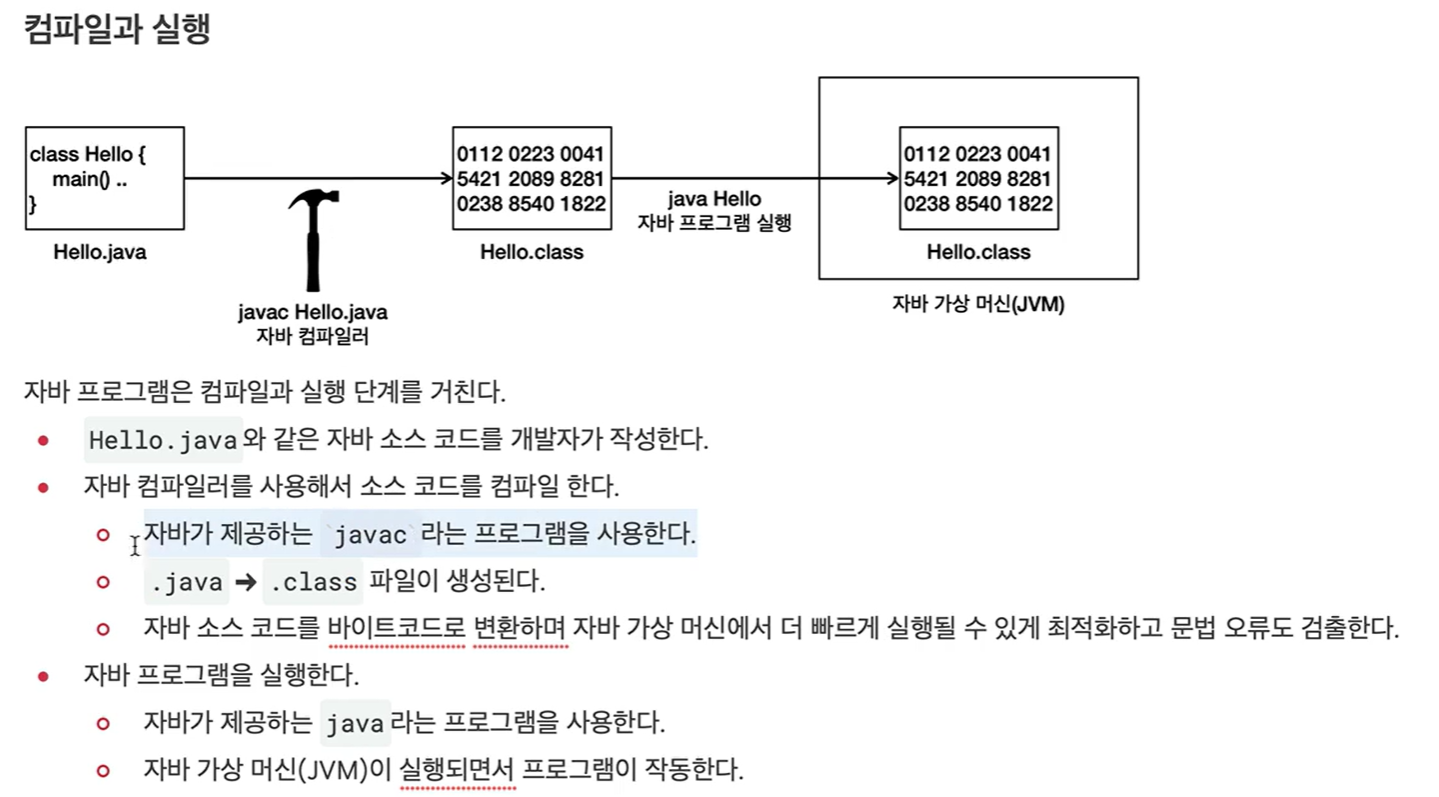 컴파일과 실행
class Hello {
main() ..
}
Hello.java
javac Hello.java
자바 컴파일러
0112 0223 0041
5421 2089 8281
0238 8540 1822
Hello.class
java Hello
자바 프로그램 실행
0112 0223 0041
5421 2089 8281
0238 8540 1822
Hello.class
자바 가상 머신(JVM)
자바 프로그램은 컴파일과 실행 단계를 거친다.
Hello.java와 같은 자바 소스 코드를 개발자가 작성한다.
자바 컴파일러를 사용해서 소스 코드를 컴파일 한다.
자바가 제공하는 `javac`라는 프로그램을 사용한다.
.java → .class 파일이 생성된다.
자바 소스 코드를 바이트코드로 변환하며 자바 가상 머신에서 더 빠르게 실행될 수 있게 최적화하고 문법 오류도 검출한다.
자바 프로그램을 실행한다.
자바가 제공하는 java라는 프로그램을 사용한다.
자바 가상 머신(JVM)이 실행되면서 프로그램이 작동한다.